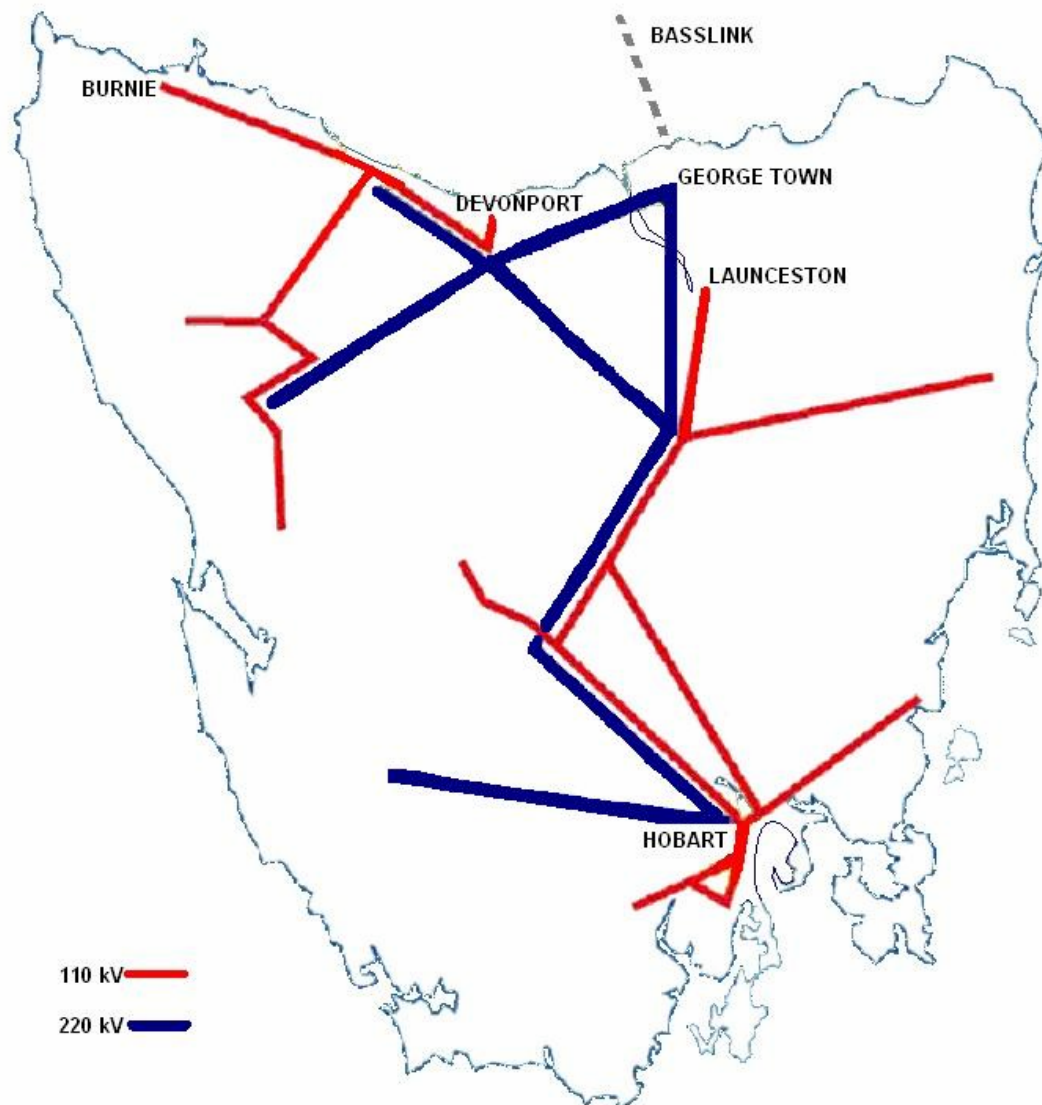 BASSLINK
BURNIE
GEORGE TOWN
DEVONPORT
LAUNCESTON
HOBART
110 kV
220 kV